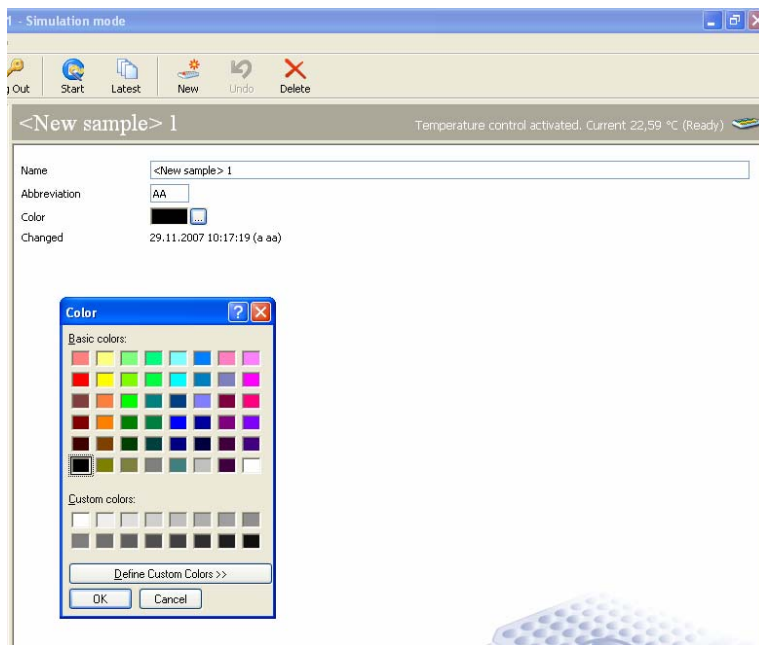 1 - Simulation mode
g Out Start Latest New Undo Delete
<New sample> 1
Temperature control activated. Current 22,59 °C (Ready)
Name <New sample> 1
Abbreviation AA
Color ...
Changed 29.11.2007 10:17:19 (a aa)
Color
Basic colors:
Custom colors:
Define Custom Colors >>
OK Cancel